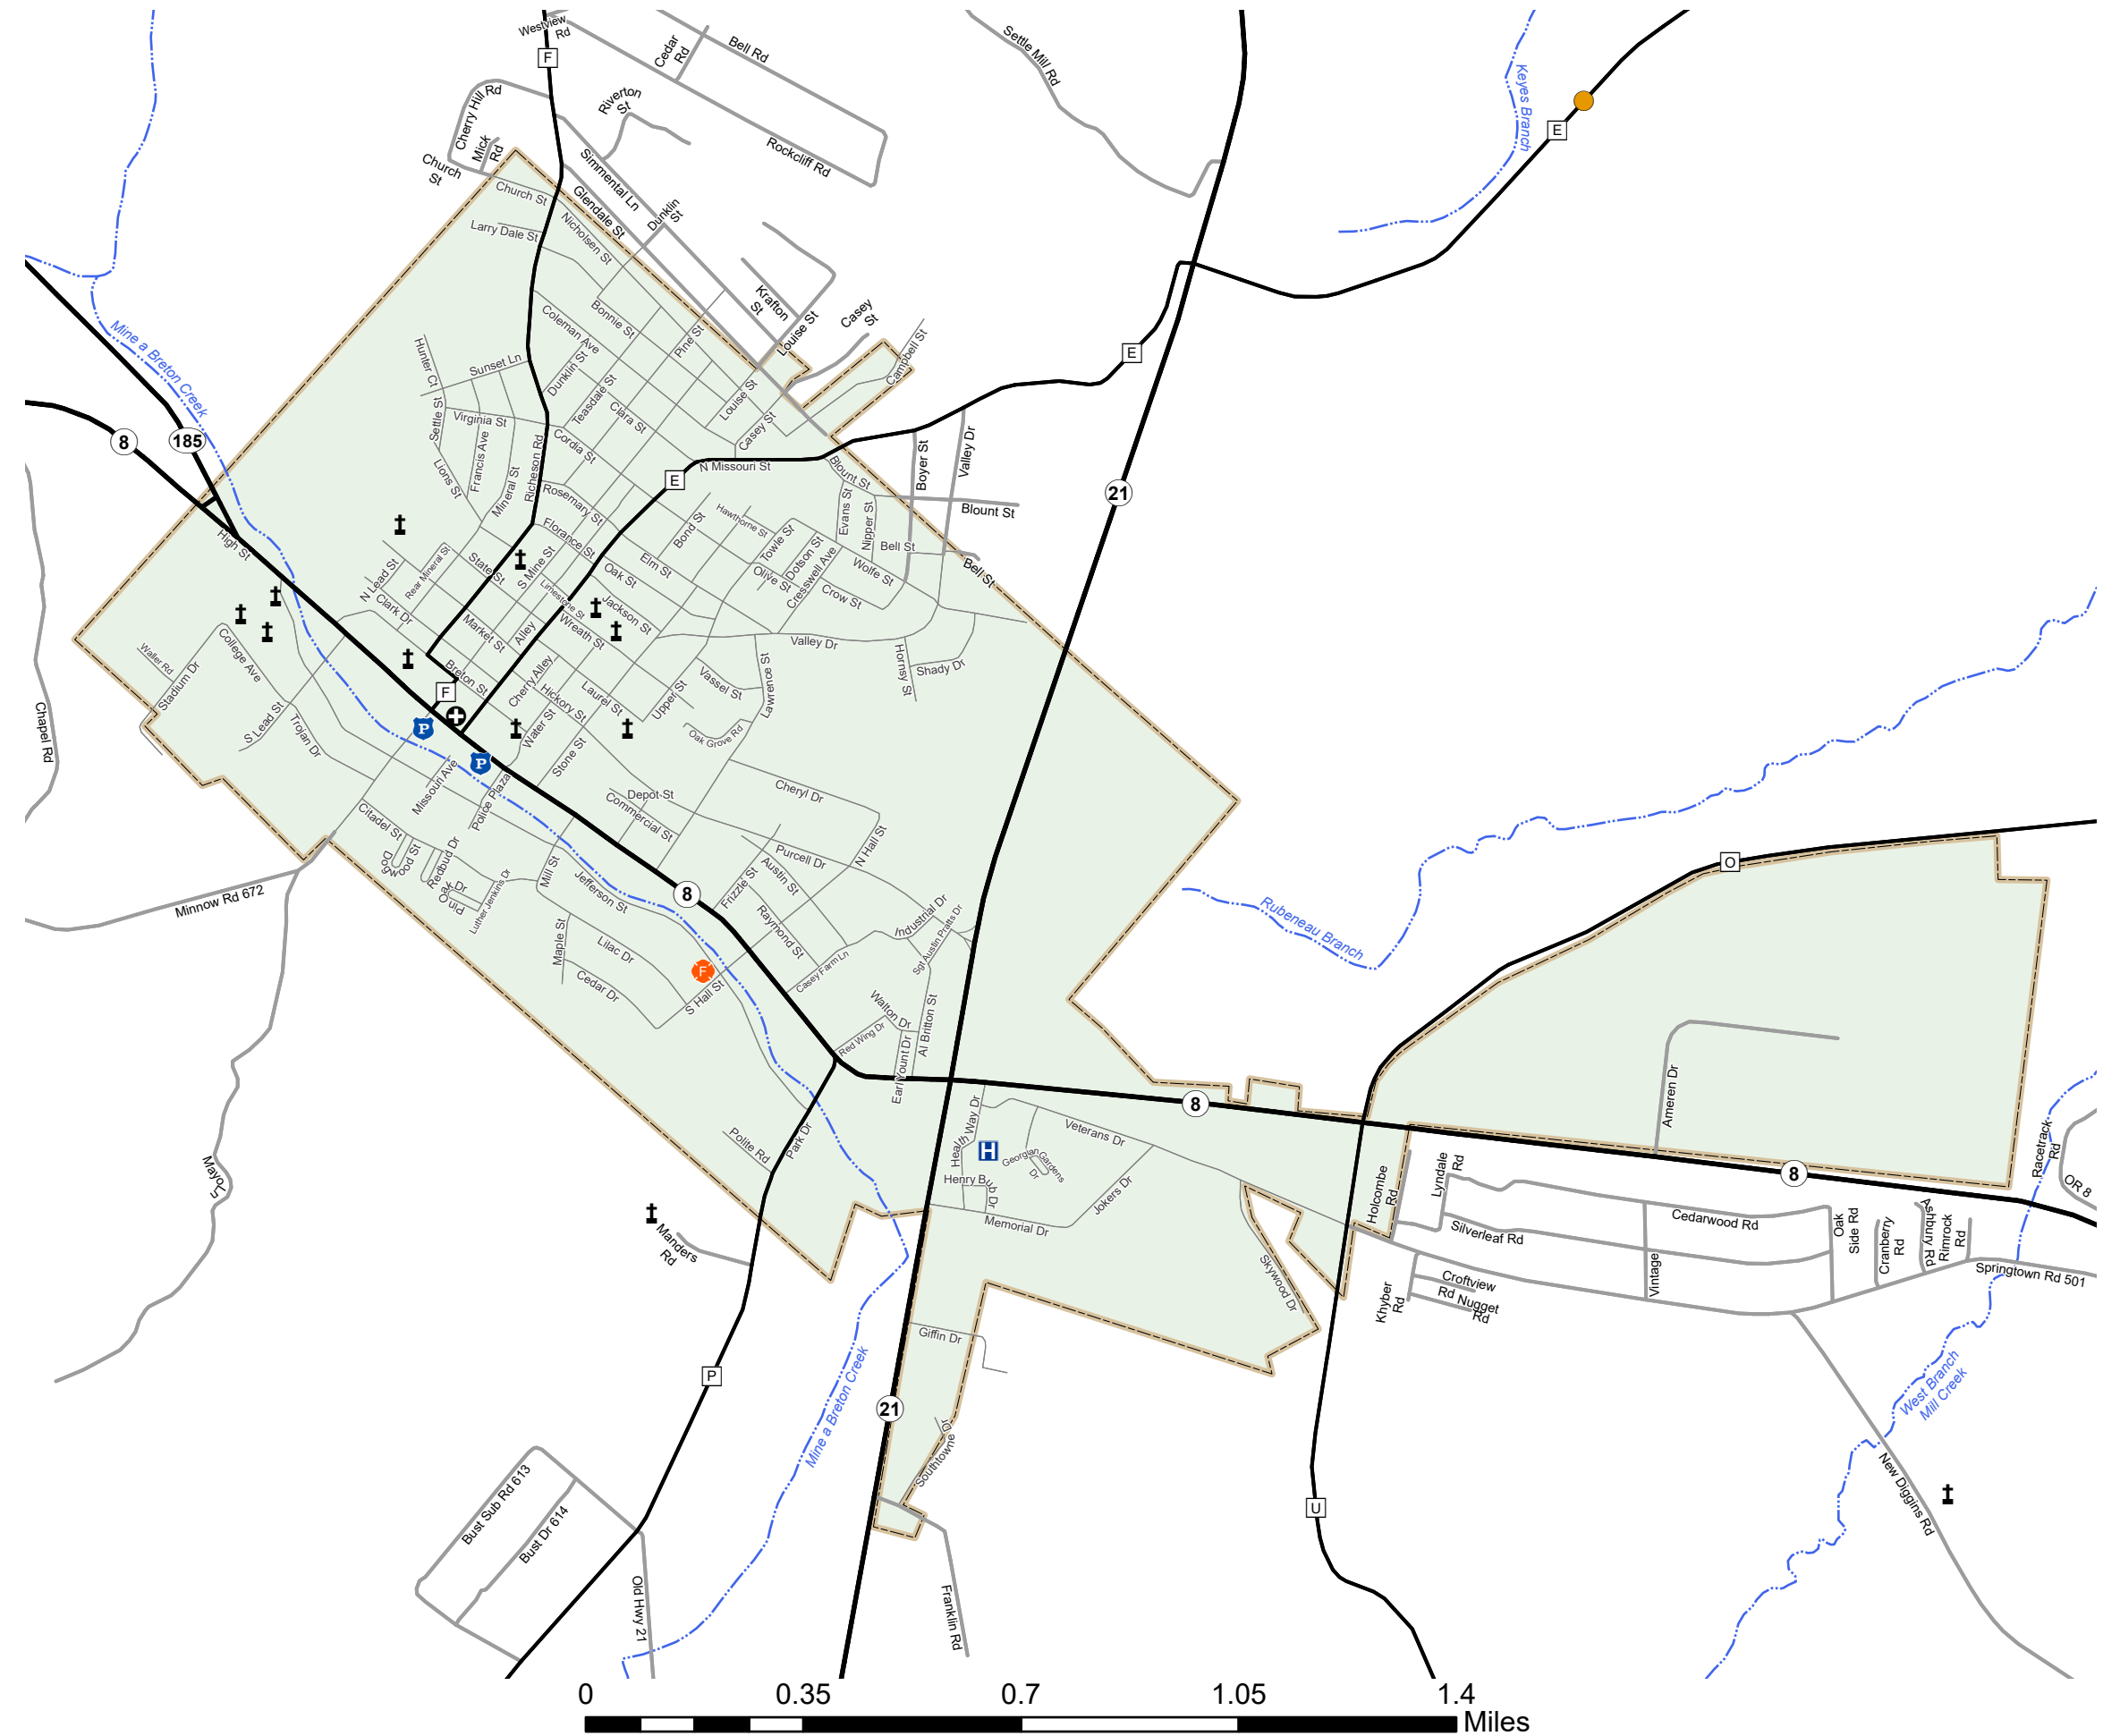 Westview
Rd
F
Cedar
Rd
Bell Rd
Settle Mill Rd
Keyes Branch
E
Cherry Hill Rd
Riverton
St
Mick
Rd
Church
St
Rockcliff Rd
Simmental Ln
Glendale St
Church St
Nicholsen St
Dunklin
St
Larry Dale St
Krafton
St
Louise St
Casey
St
Campbell St
Mine a Breton Creek
Coleman Ave
Bonnie St
Pine St
E
Hunter Ct
Sunset Ln
Dunklin St
Teasdale St
Clara St
Louise St
Casey St
Settle St
Virginia St
Francis Ave
Mineral St
Richeson Rd
Cordia St
Lions St
8
185
N Missouri St
E
Blount St
Boyer St
Valley Dr
21
Blount St
Rosemary St
Florance St
Bond St
Hawthorne St
Towle St
Dotson St
Cresswell Ave
Evans St
Nipper St
Bell St
Bell St
High St
N Lead St
Rear Mineral St
State St
S Mine St
Limestone St
Oak St
Elm St
Olive St
Wolfe St
Crow St
Clark Dr
Market St
Alley
Jackson St
Wreath St
Valley Dr
Hornsy St
Shady Dr
Waller Rd
Stadium Dr
College Ave
Breton St
Cherry Alley
Hickory St
Laurel St
Upper St
Vassel St
Lawrence St
Chapel Rd
S Lead St
Trojan Dr
F
P
P
Water St
Stone St
Oak Grove Rd
Missouri Ave
Police Plaza
Depot St
Commercial St
Cheryl Dr
Citadel St
Dogwood St
Redbud Dr
Pino Oak Dr
Luther Jenkins Dr
Mill St
Jefferson St
8
Purcell Dr
N Hall St
Frizzle St
Austin St
Raymond St
Minnow Rd 672
Industrial Dr
Sgt Austin Pratts Dr
Casey Farm Ln
Maple St
Lilac Dr
Cedar Dr
F
S Hall St
Walton Dr
Red Wing Dr
Earl Yount Dr
Al Britton St
Rubeneau Branch
O
Ameren Dr
8
Racetrack
Rd
OR 8
8
Health Way Dr
H
Veterans Dr
Georgian Gardens
Dr
Henry Bub Dr
Memorial Dr
Jokers Dr
Polite Rd
Park Dr
Mayo Ln
Manders
Rd
Holcombe
Rd
Lyndale
Rd
Silverleaf Rd
Cedarwood Rd
Oak
Side Rd
Cranberry
Rd
Ashbury Rd
Rimrock
Rd
Springtown Rd 501
Vintage
Skywood Dr
Khyber
Rd
Croftview
Rd
Nugget
Rd
Giffin Dr
P
Mine a Breton Creek
21
Southtowne Dr
West Branch
Mill Creek
New Diggins Rd
U
Bust Sub Rd 613
Bust Dr 614
Old Hwy 21
Franklin Rd
0 0.35 0.7 1.05 1.4
Miles